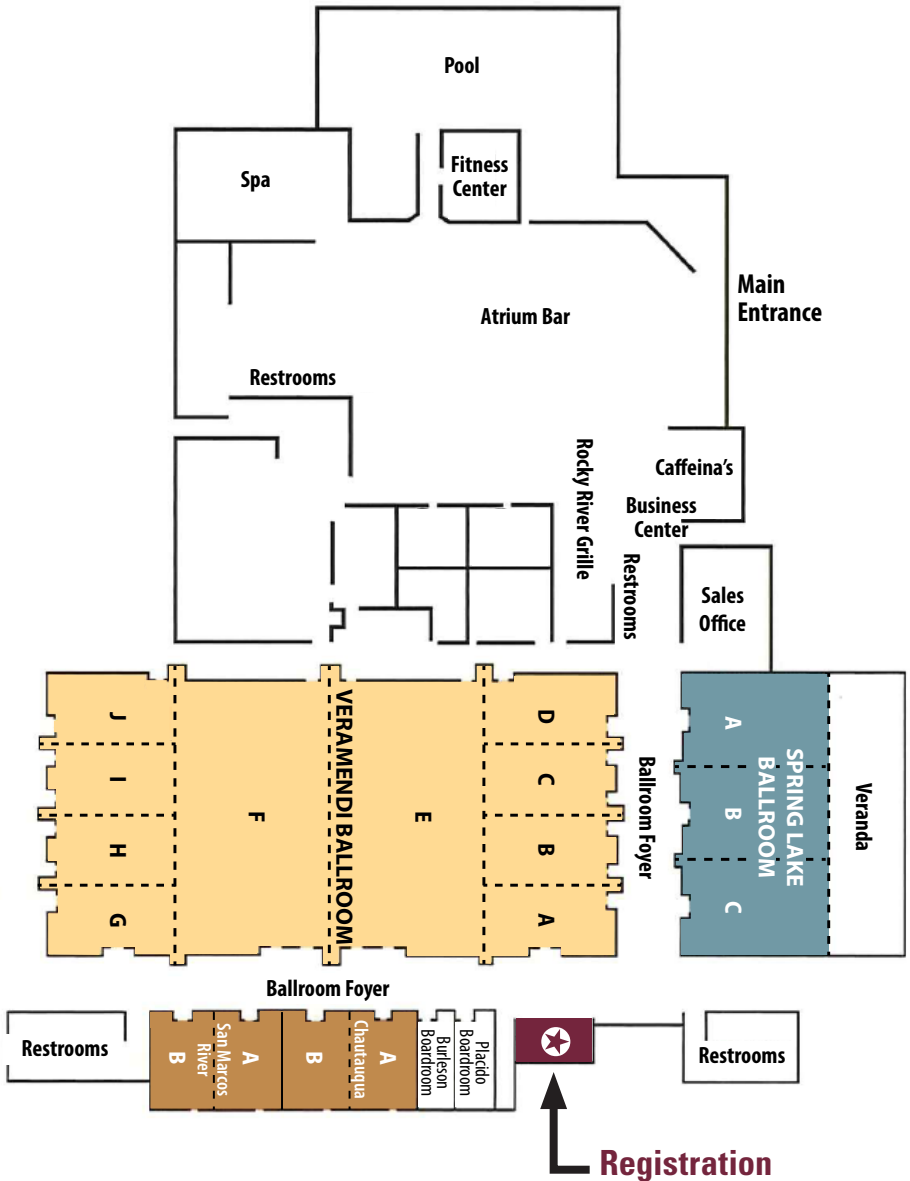 Pool
Fitness
Center
Spa
Main
Entrance
Atrium Bar
Restrooms
Rocky River Grille
Caffeina's
Business
Center
Restrooms
Sales
Office
J
I
H
G
F
VERAMENDI BALLROOM
E
D
C
B
A
Ballroom Foyer
A
B
C
SPRING LAKE
BALLROOM
Veranda
Ballroom Foyer
Restrooms
B
San Marcos
River
A
B
Chautauqua
A
Burleson
Boardroom
Placido
Boardroom
Restrooms
Registration